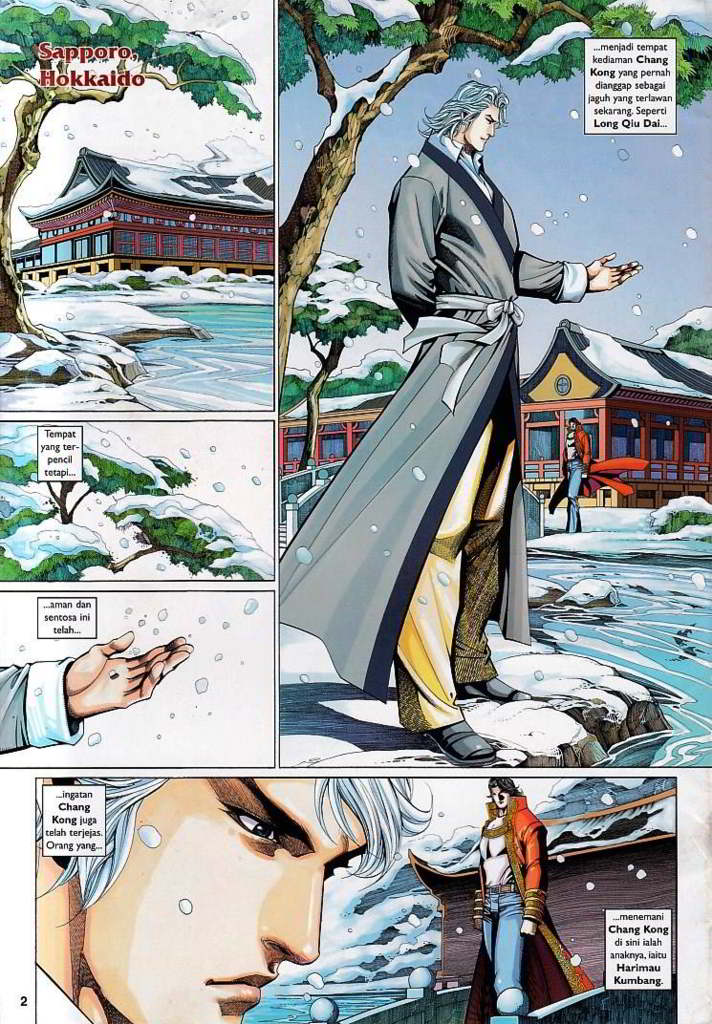 Sapporo,
Hokkaido
Tempat
yang ter-
pencil
tetapi...
...aman dan
sentosa ini
telah...
...menjadi tempat
kediaman Chang
Kong yang pernah
dianggap sebagai
jaguh yang terlawan
sekarang. Seperti
Long Qiu Dai...
...ingatan
Chang
Kong juga
telah terjejas.
Orang yang...
...menemani
Chang Kong
di sini ialah
anaknya, iaitu
Harimau
Kumbang.
2